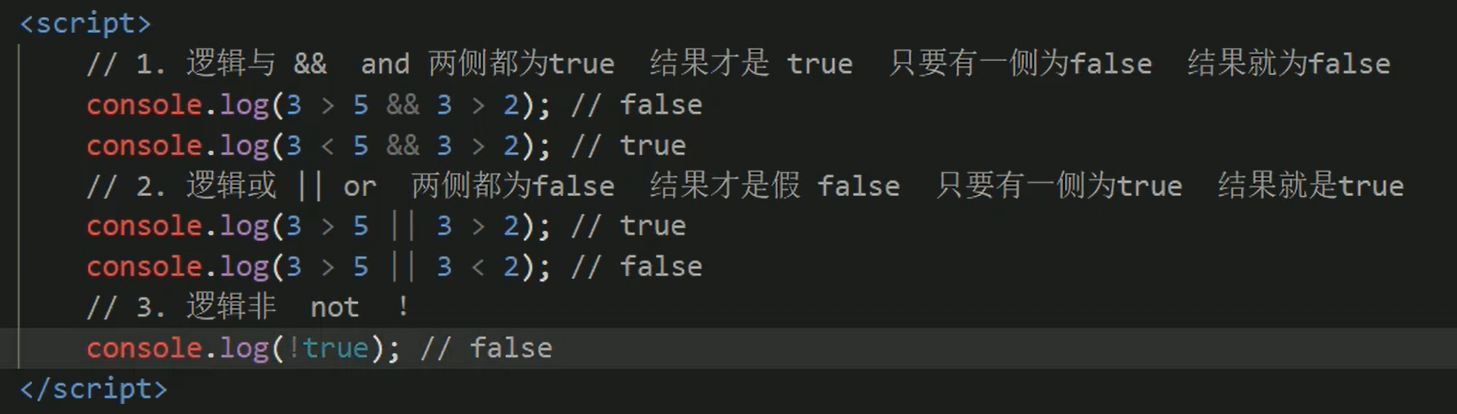 <script>
// 1. 逻辑与 && and 两侧都为true 结果才是 true 只要有一侧为false 结果就为false
console.log(3 > 5 && 3 > 2); // false
console.log(3 < 5 && 3 > 2); // true
// 2. 逻辑或 || or 两侧都为false 结果才是假 false 只要有一侧为true 结果就是true
console.log(3 > 5 || 3 > 2); // true
console.log(3 > 5 || 3 < 2); // false
// 3. 逻辑非 not !
console.log(!true); // false
</script>